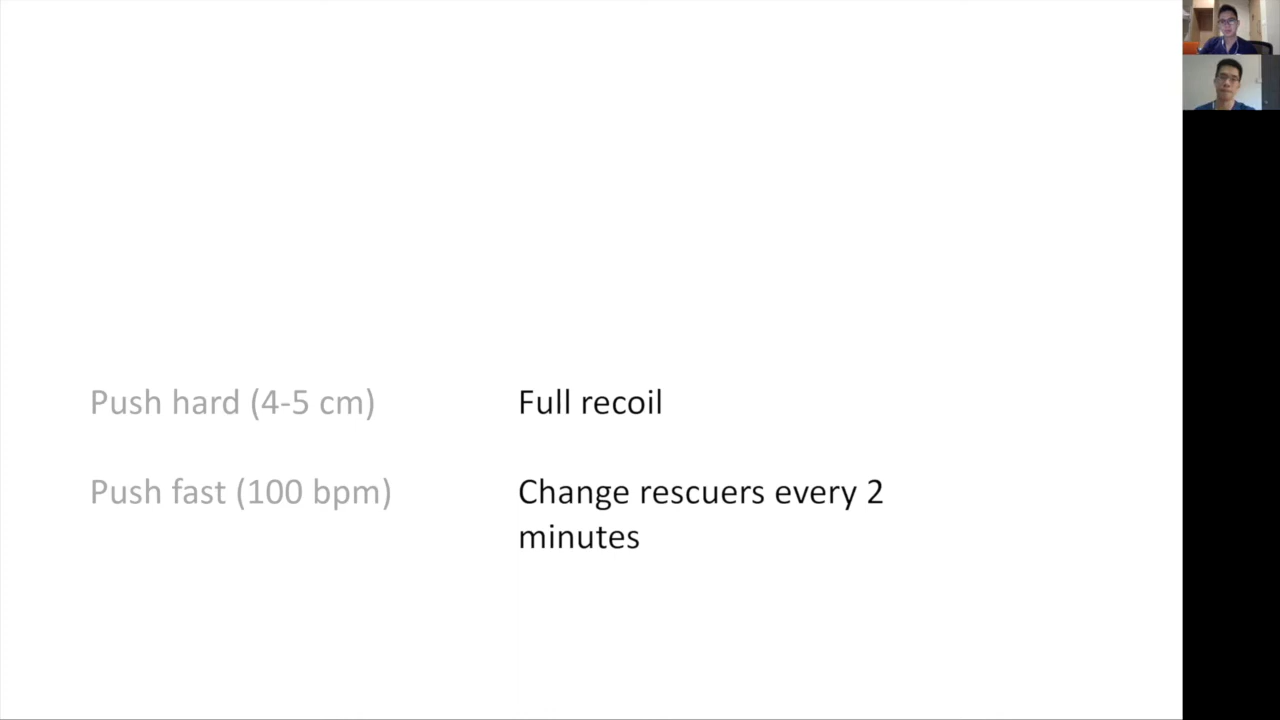 Push hard (4-5 cm)
Push fast (100 bpm)
Full recoil
Change rescuers every 2
minutes